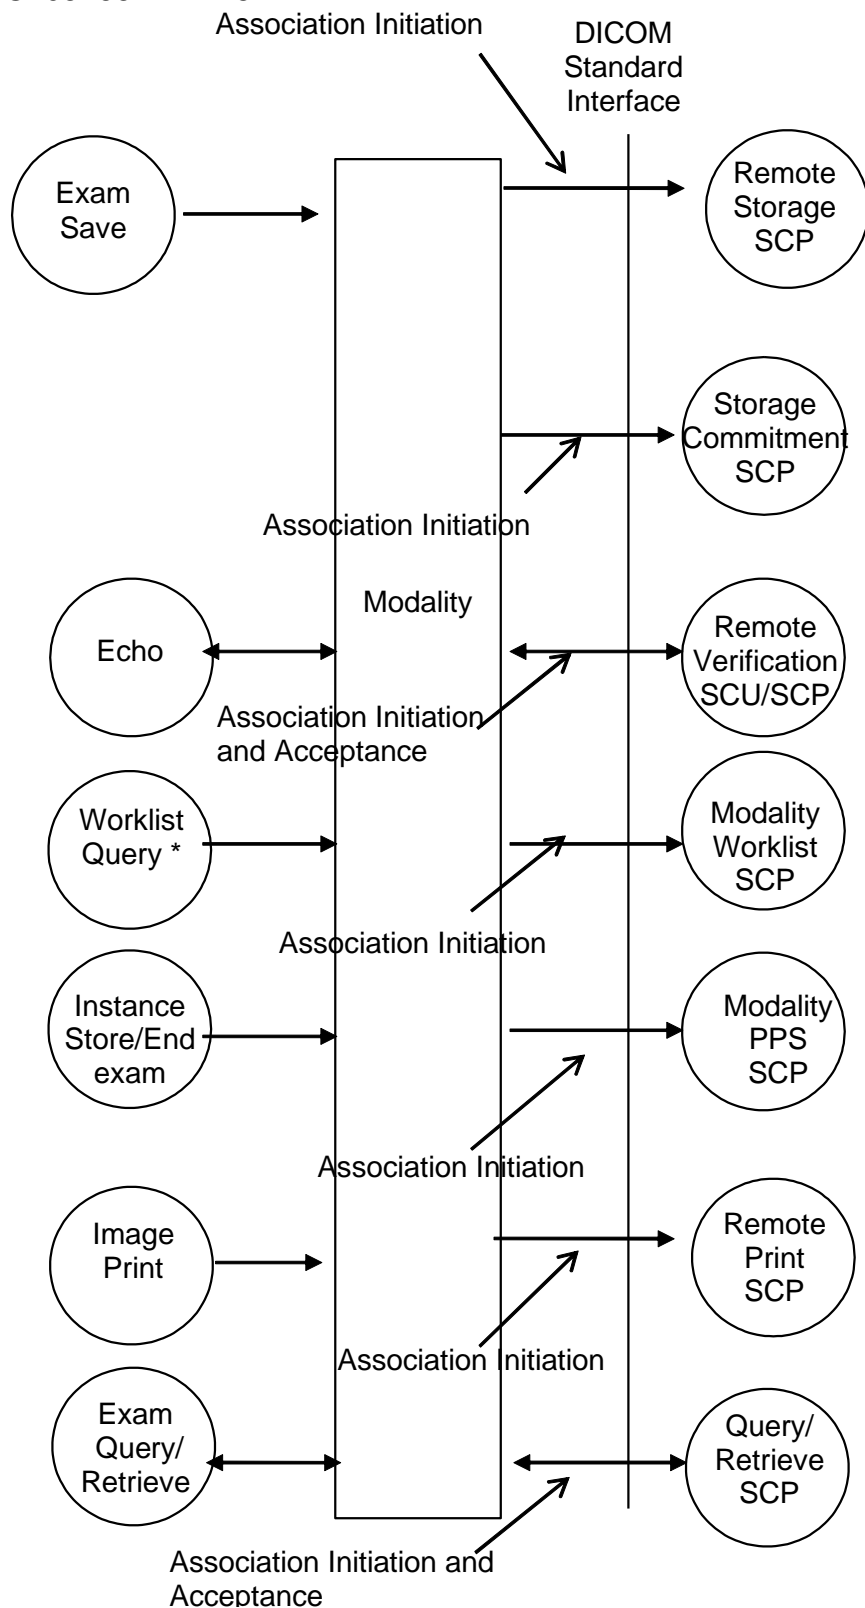 Association Initiation
DICOM
Standard
Interface
Exam
Save
Remote
Storage
SCP
Storage
Commitment
SCP
Association Initiation
Modality
Echo
Remote
Verification
SCU/SCP
Association Initiation
and Acceptance
Worklist
Query *
Modality
Worklist
SCP
Association Initiation
Instance
Store/End
exam
Modality
PPS
SCP
Association Initiation
Image
Print
Remote
Print
SCP
Association Initiation
Exam
Query/
Retrieve
Query/
Retrieve
SCP
Association Initiation and
Acceptance